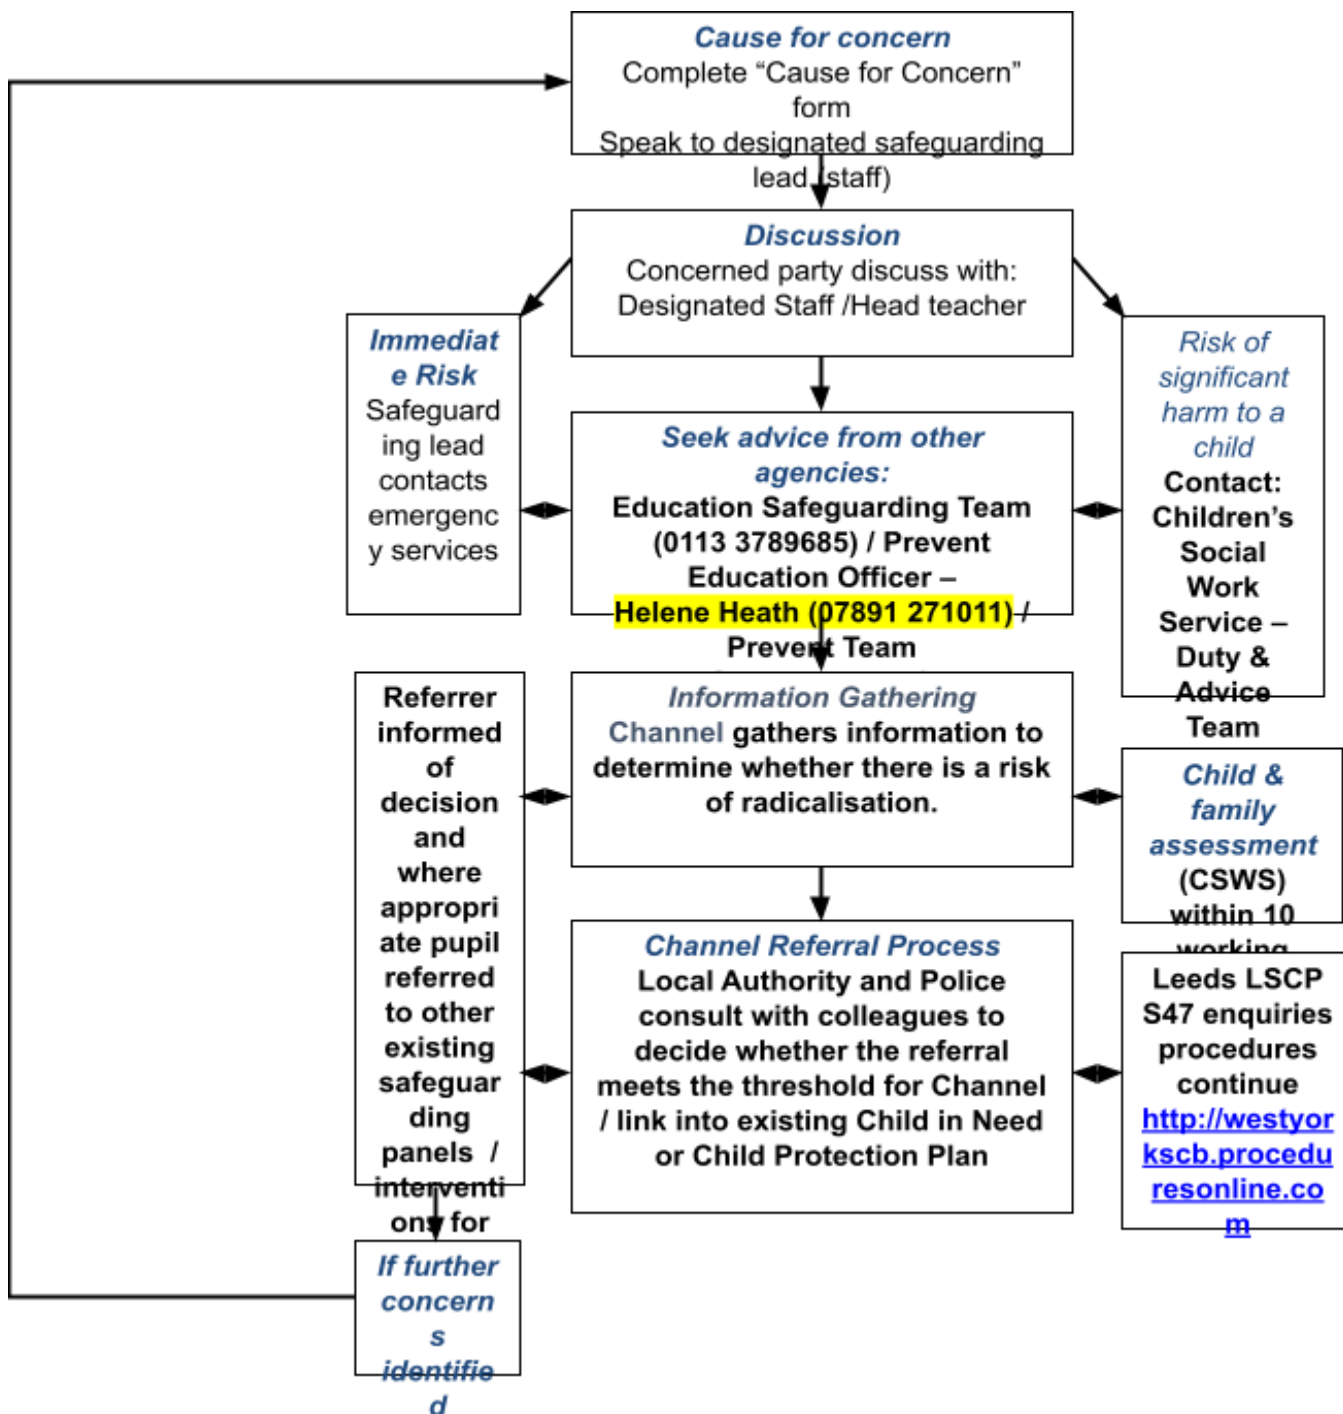 Cause for concern
Complete “Cause for Concern”
form
Speak to designated safeguarding
lead (staff)
Discussion
Concerned party discuss with:
Designated Staff /Head teacher
Immediat
e Risk
Safeguard
ing lead
contacts
emergenc
y services
Seek advice from other
agencies:
Education Safeguarding Team
(0113 3789685) / Prevent
Education Officer –
Helene Heath (07891 271011) /
Prevent Team
Risk of
significant
harm to a
child
Contact:
Children’s
Social
Work
Service –
Duty &
Advice
Team
Referrer
informed
of
decision
and
where
appropri
ate pupil
referred
to other
existing
safeguar
ding
panels /
interventi
ons for
Information Gathering
Channel gathers information to
determine whether there is a risk
of radicalisation.
Child &
family
assessment
(CSWS)
within 10
working
Channel Referral Process
Local Authority and Police
consult with colleagues to
decide whether the referral
meets the threshold for Channel
/ link into existing Child in Need
or Child Protection Plan
Leeds LSCP
S47 enquiries
procedures
continue
http://westyor
kscb.procedu
resonline.co
m
If further
concern
s
identifie
d